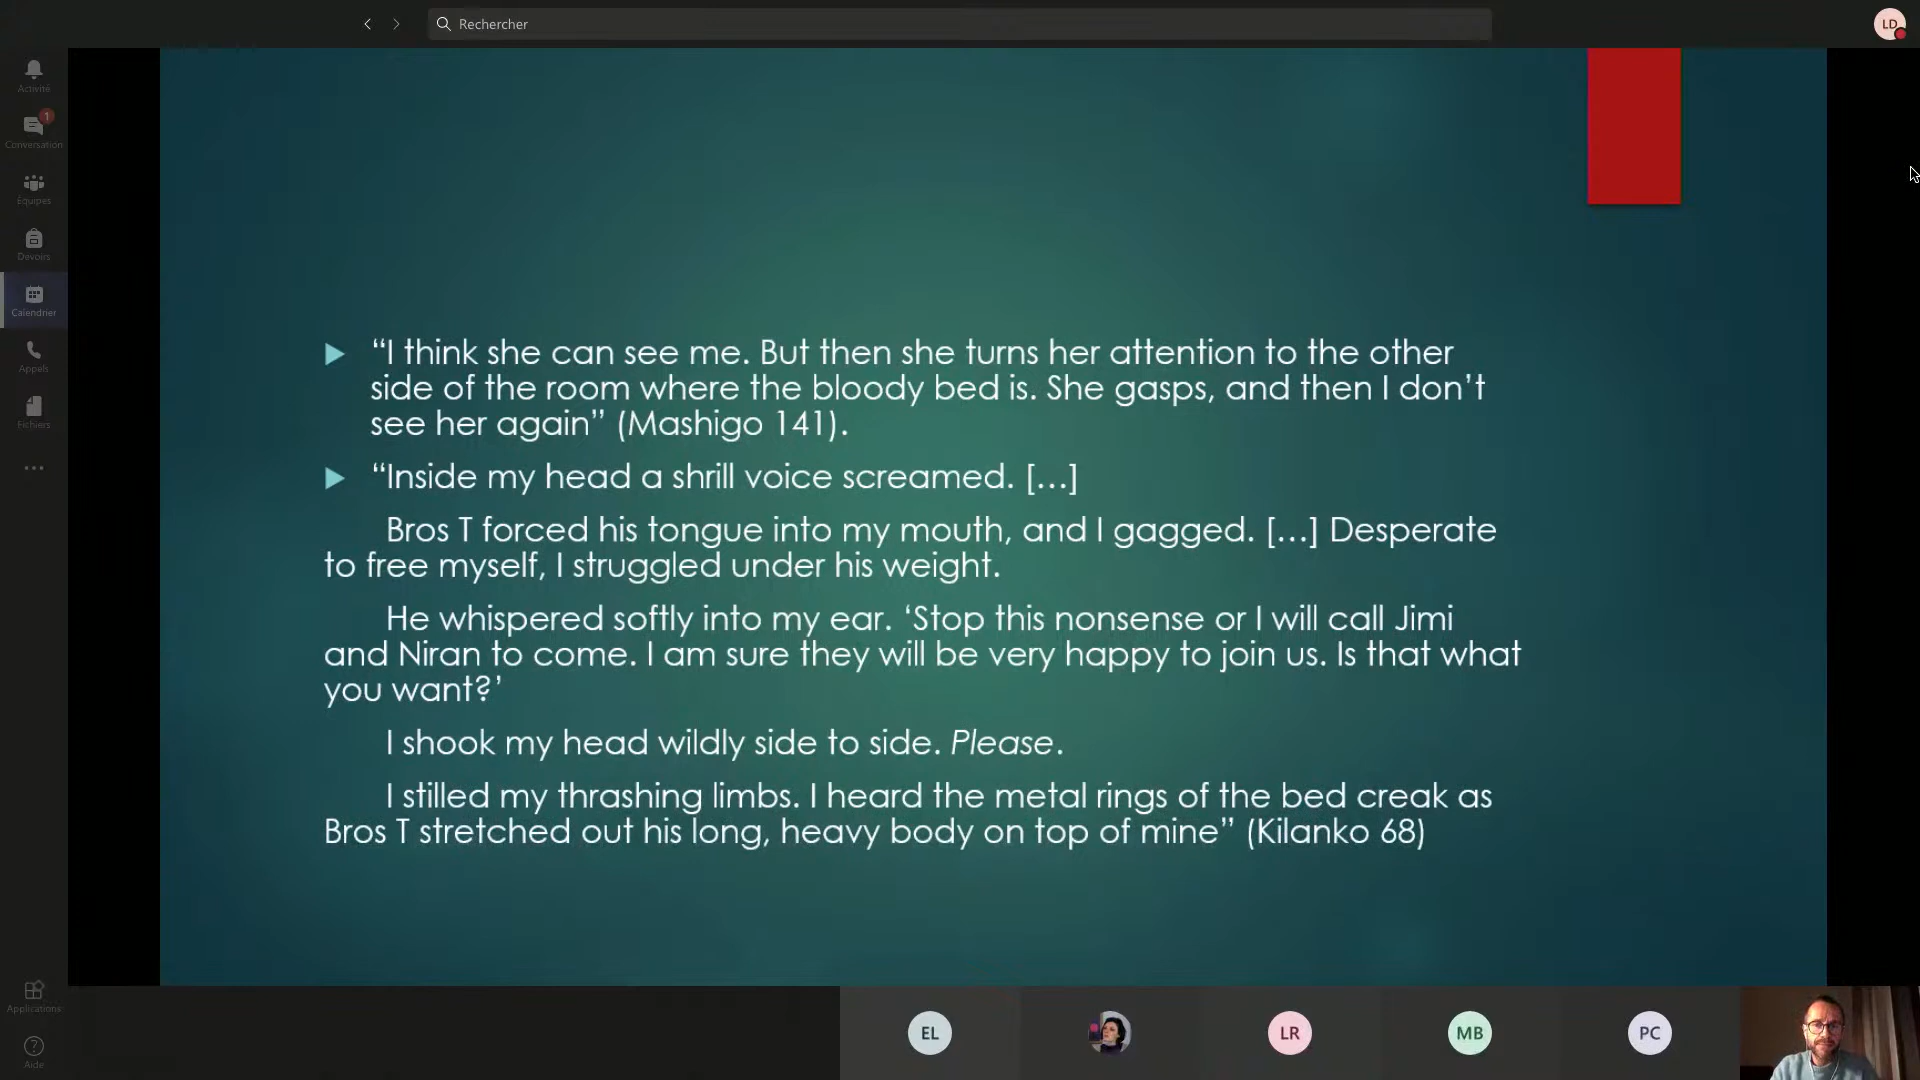 Rechercher
LD
Activité
1
Conversation
Équipes
Devoirs
Calendrier
Appels
Fichiers
Applications
Aide
“I think she can see me. But then she turns her attention to the other
side of the room where the bloody bed is. She gasps, and then I don’t
see her again” (Mashigo 141).
“Inside my head a shrill voice screamed. […]
Bros T forced his tongue into my mouth, and I gagged. […] Desperate
to free myself, I struggled under his weight.
He whispered softly into my ear. ‘Stop this nonsense or I will call Jimi
and Niran to come. I am sure they will be very happy to join us. Is that what
you want?’
I shook my head wildly side to side. Please.
I stilled my thrashing limbs. I heard the metal rings of the bed creak as
Bros T stretched out his long, heavy body on top of mine” (Kilanko 68)
EL
LR
MB
PC